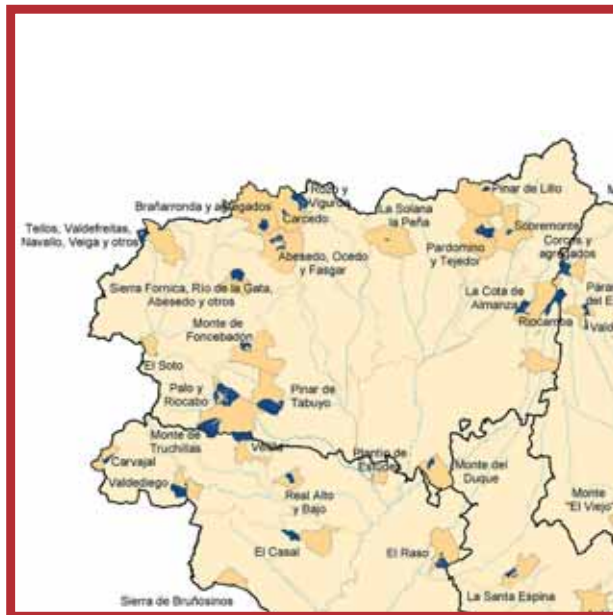 Rozo y
Vigurda
Brañarronda y agregados
Carcedo
La Solana
la Peña
Pinar de Lillo
Tellos, Valdefreitas,
Navallo, Veiga y otros
Sobremonte
Abesedo, Ocedo
y Fasgar
Pardomino
y Tejedor
Corcos y
agregados
Sierra Fornica, Río de la Gata,
Abesedo y otros
La Cota de
Almanza
Riocamba
Monte de
Foncebadón
El Soto
Palo y
Riocabo
Pinar de
Tabuyo
Monte de
Truchillas
Carvajal
Valdediego
Real Alto
y Bajo
Monte del
Duque
Monte
"El Viejo"
El Casal
El Raso
Sierra de Bruñosinos
La Santa Espina